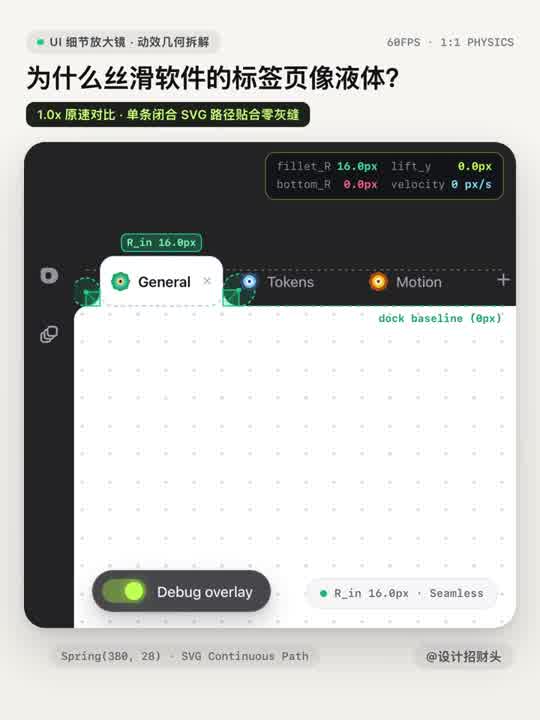 UI 细节放大镜 · 动效几何拆解
60FPS · 1:1 PHYSICS
为什么丝滑软件的标签页像液体?
1.0x 原速对比 · 单条闭合 SVG 路径贴合零灰缝
fillet_R 16.0px lift_y 0.0px
bottom_R 0.0px velocity 0 px/s
R_in 16.0px
General × Tokens Motion +
dock baseline (0px)
Debug overlay
R_in 16.0px · Seamless
Spring(380, 28) · SVG Continuous Path
@设计招财头